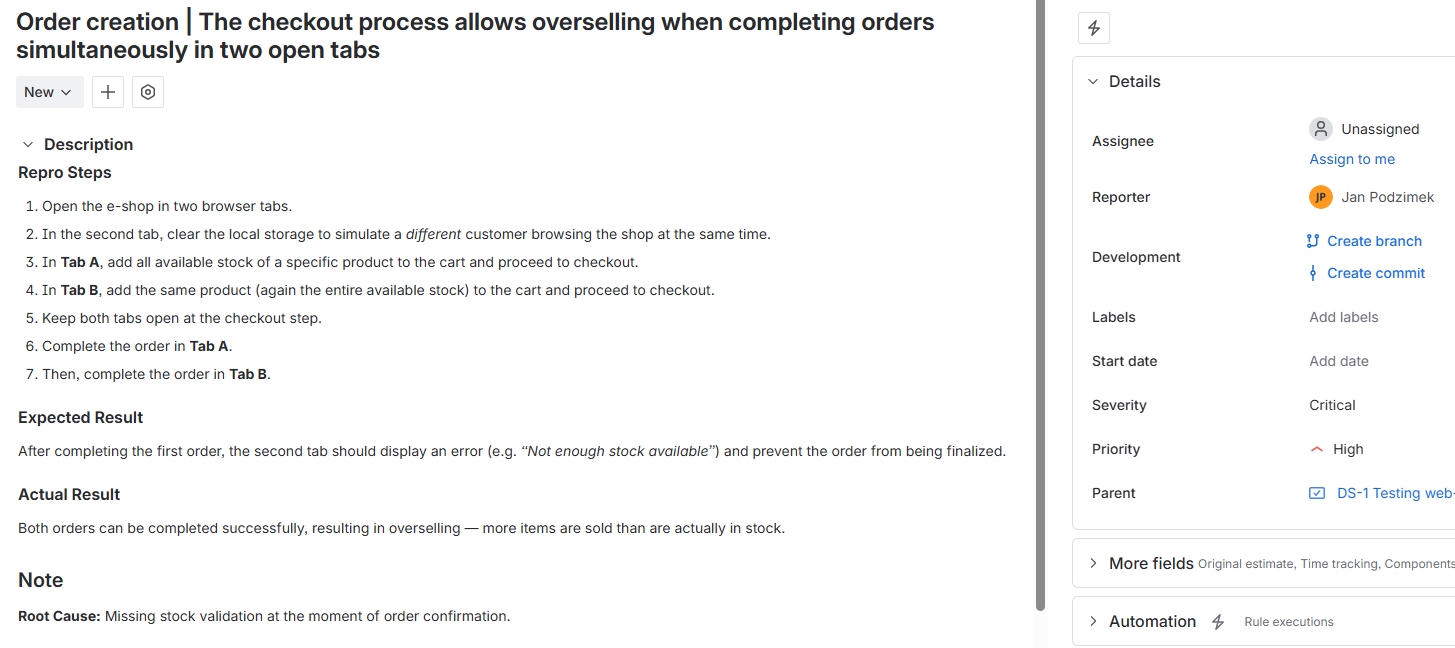 Order creation | The checkout process allows overselling when completing orders
simultaneously in two open tabs
New
Description
Repro Steps
1. Open the e-shop in two browser tabs.
2. In the second tab, clear the local storage to simulate a different customer browsing the shop at the same time.
3. In Tab A, add all available stock of a specific product to the cart and proceed to checkout.
4. In Tab B, add the same product (again the entire available stock) to the cart and proceed to checkout.
5. Keep both tabs open at the checkout step.
6. Complete the order in Tab A.
7. Then, complete the order in Tab B.
Expected Result
After completing the first order, the second tab should display an error (e.g. “Not enough stock available”) and prevent the order from being finalized.
Actual Result
Both orders can be completed successfully, resulting in overselling — more items are sold than are actually in stock.
Note
Root Cause: Missing stock validation at the moment of order confirmation.
Details
Assignee
Unassigned
Assign to me
Reporter
JP Jan Podzimek
Development
Create branch
Create commit
Labels
Add labels
Start date
Add date
Severity
Critical
Priority
High
Parent
DS-1 Testing web-
More fields Original estimate, Time tracking, Components
Automation Rule executions